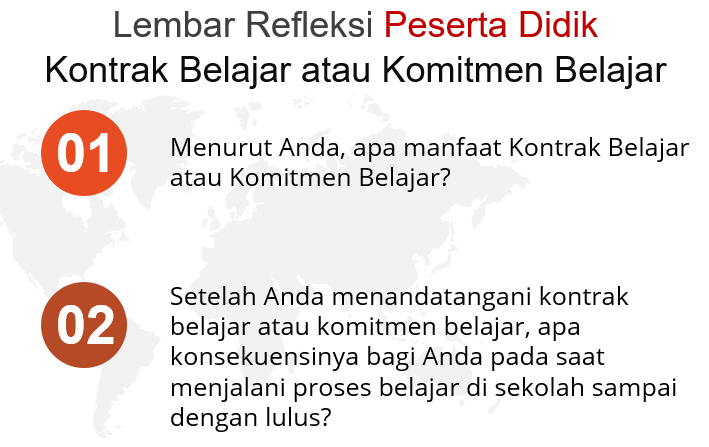 Lembar Refleksi Peserta Didik
Kontrak Belajar atau Komitmen Belajar
01
Menurut Anda, apa manfaat Kontrak Belajar
atau Komitmen Belajar?
02
Setelah Anda menandatangani kontrak
belajar atau komitmen belajar, apa
konsekuensinya bagi Anda pada saat
menjalani proses belajar di sekolah sampai
dengan lulus?